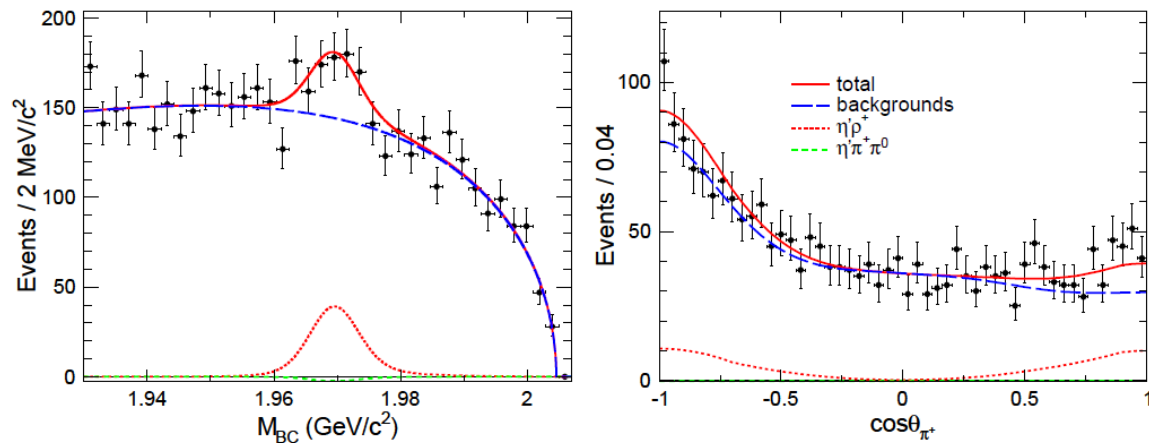 Events / 2 MeV/c²
200
150
100
50
0
1.94
1.96
1.98
2
M_BC (GeV/c²)
Events / 0.04
100
50
0
total
backgrounds
η'ρ⁺
η'π⁺π⁰
-1
-0.5
0
0.5
1
cosθ_π⁺